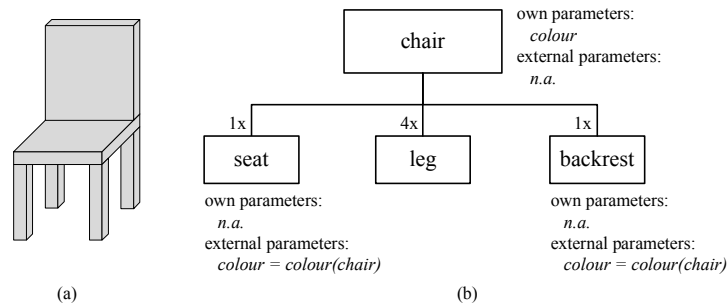 chair
own parameters:
colour
external parameters:
n.a.
1x
4x
1x
seat
leg
backrest
own parameters:
n.a.
external parameters:
colour = colour(chair)
own parameters:
n.a.
external parameters:
colour = colour(chair)
(a)
(b)